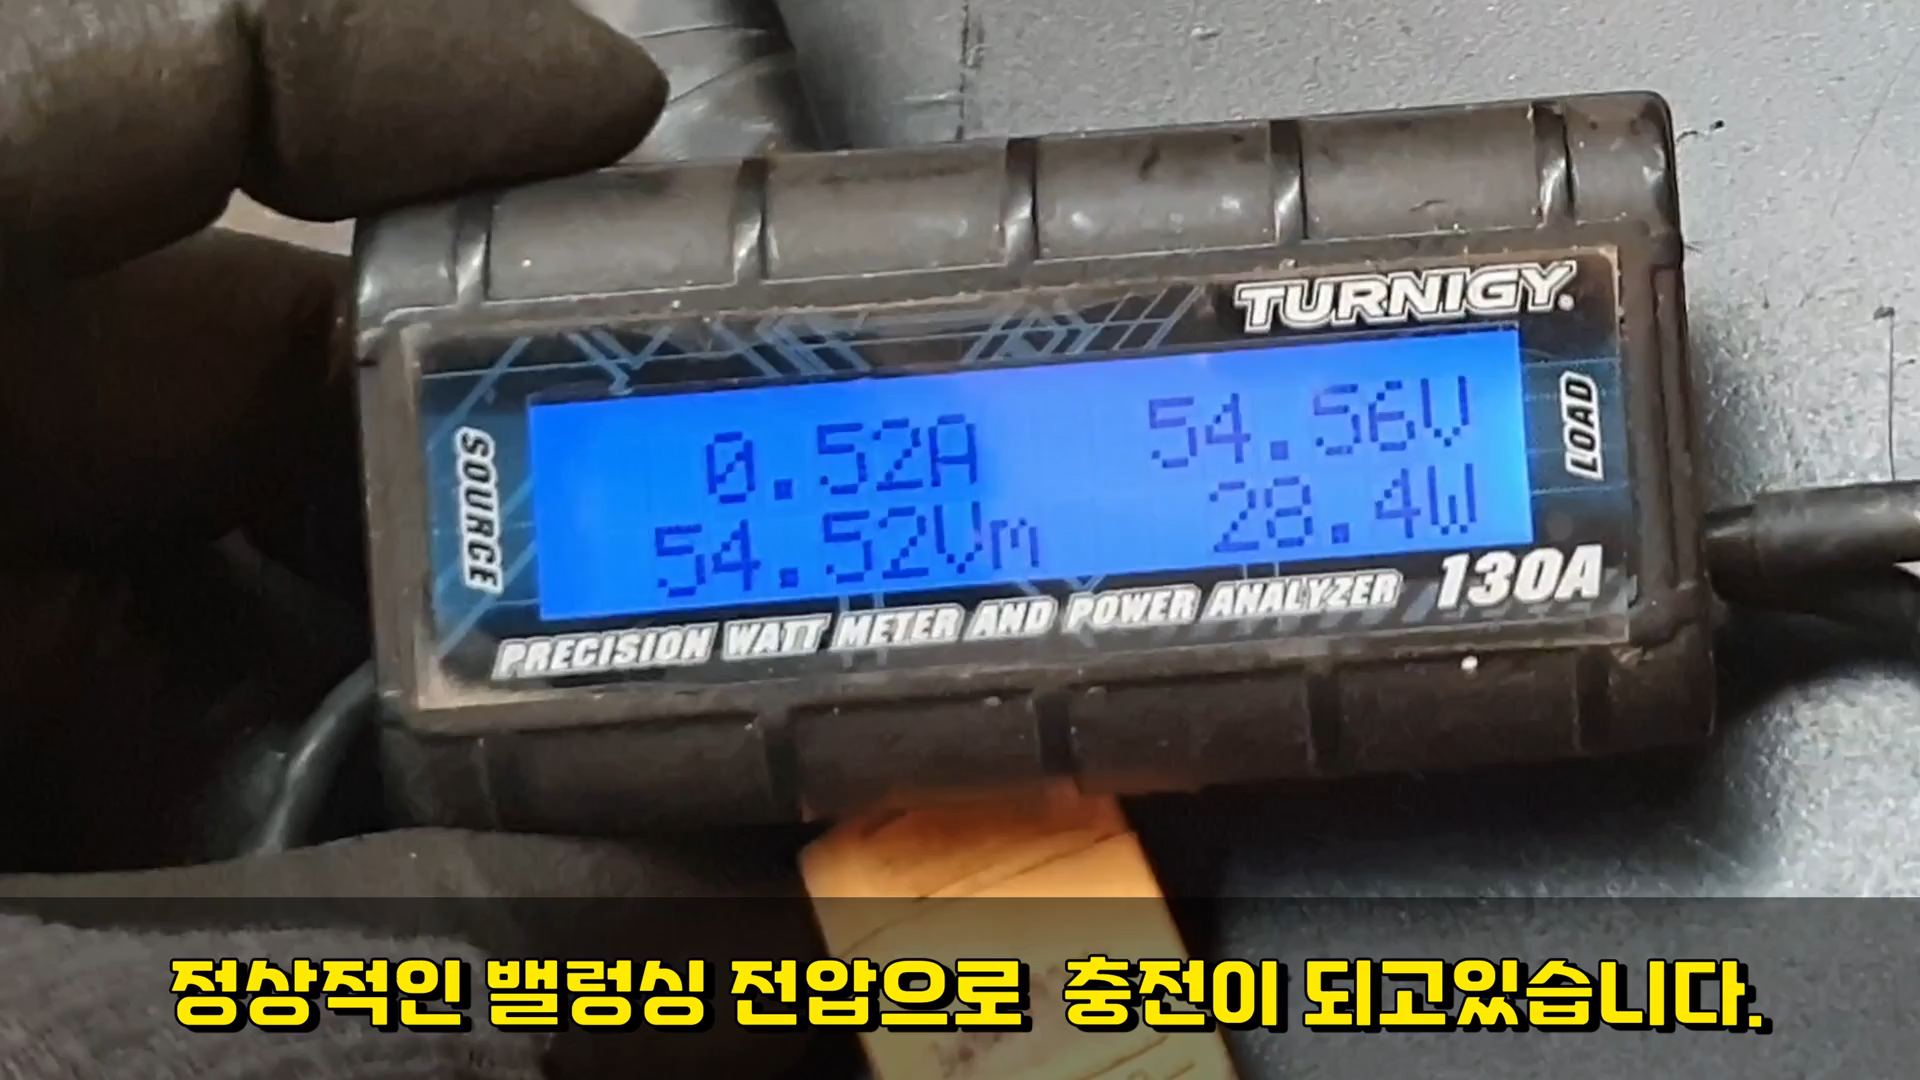 TURNIGY.
SOURCE
0.52A 54.56V
54.52Vm 28.4W
LOAD
PRECISION WATT METER AND POWER ANALYZER 130A
정상적인 밸렁싱 전압으로 충전이 되고있습니다.